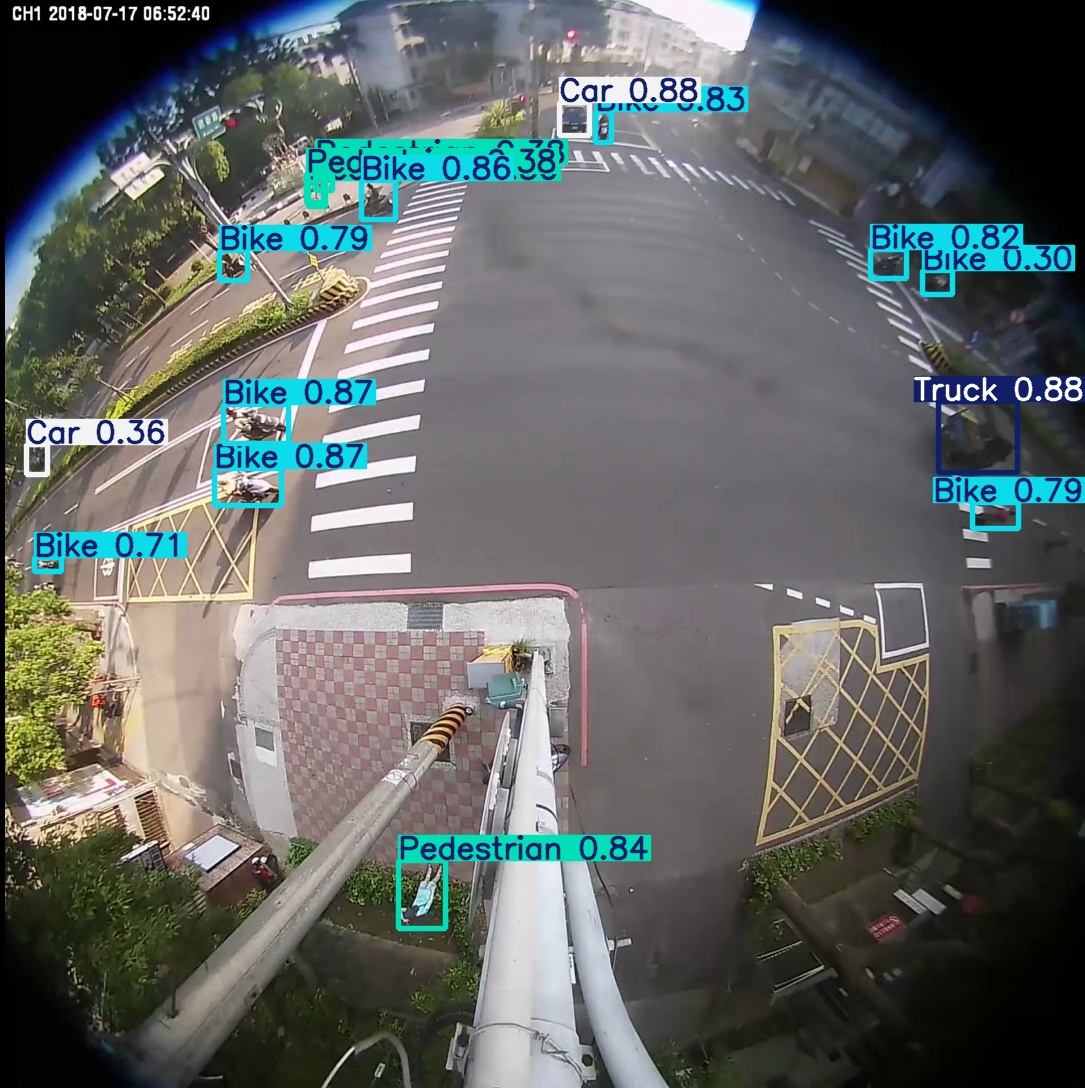 CH1 2018-07-17 06:52:40
Car 0.88
Bike 0.83
Bike 0.86
Bike 0.79
Bike 0.82
Bike 0.30
Truck 0.88
Bike 0.87
Car 0.36
Bike 0.87
Bike 0.79
Bike 0.71
Pedestrian 0.84